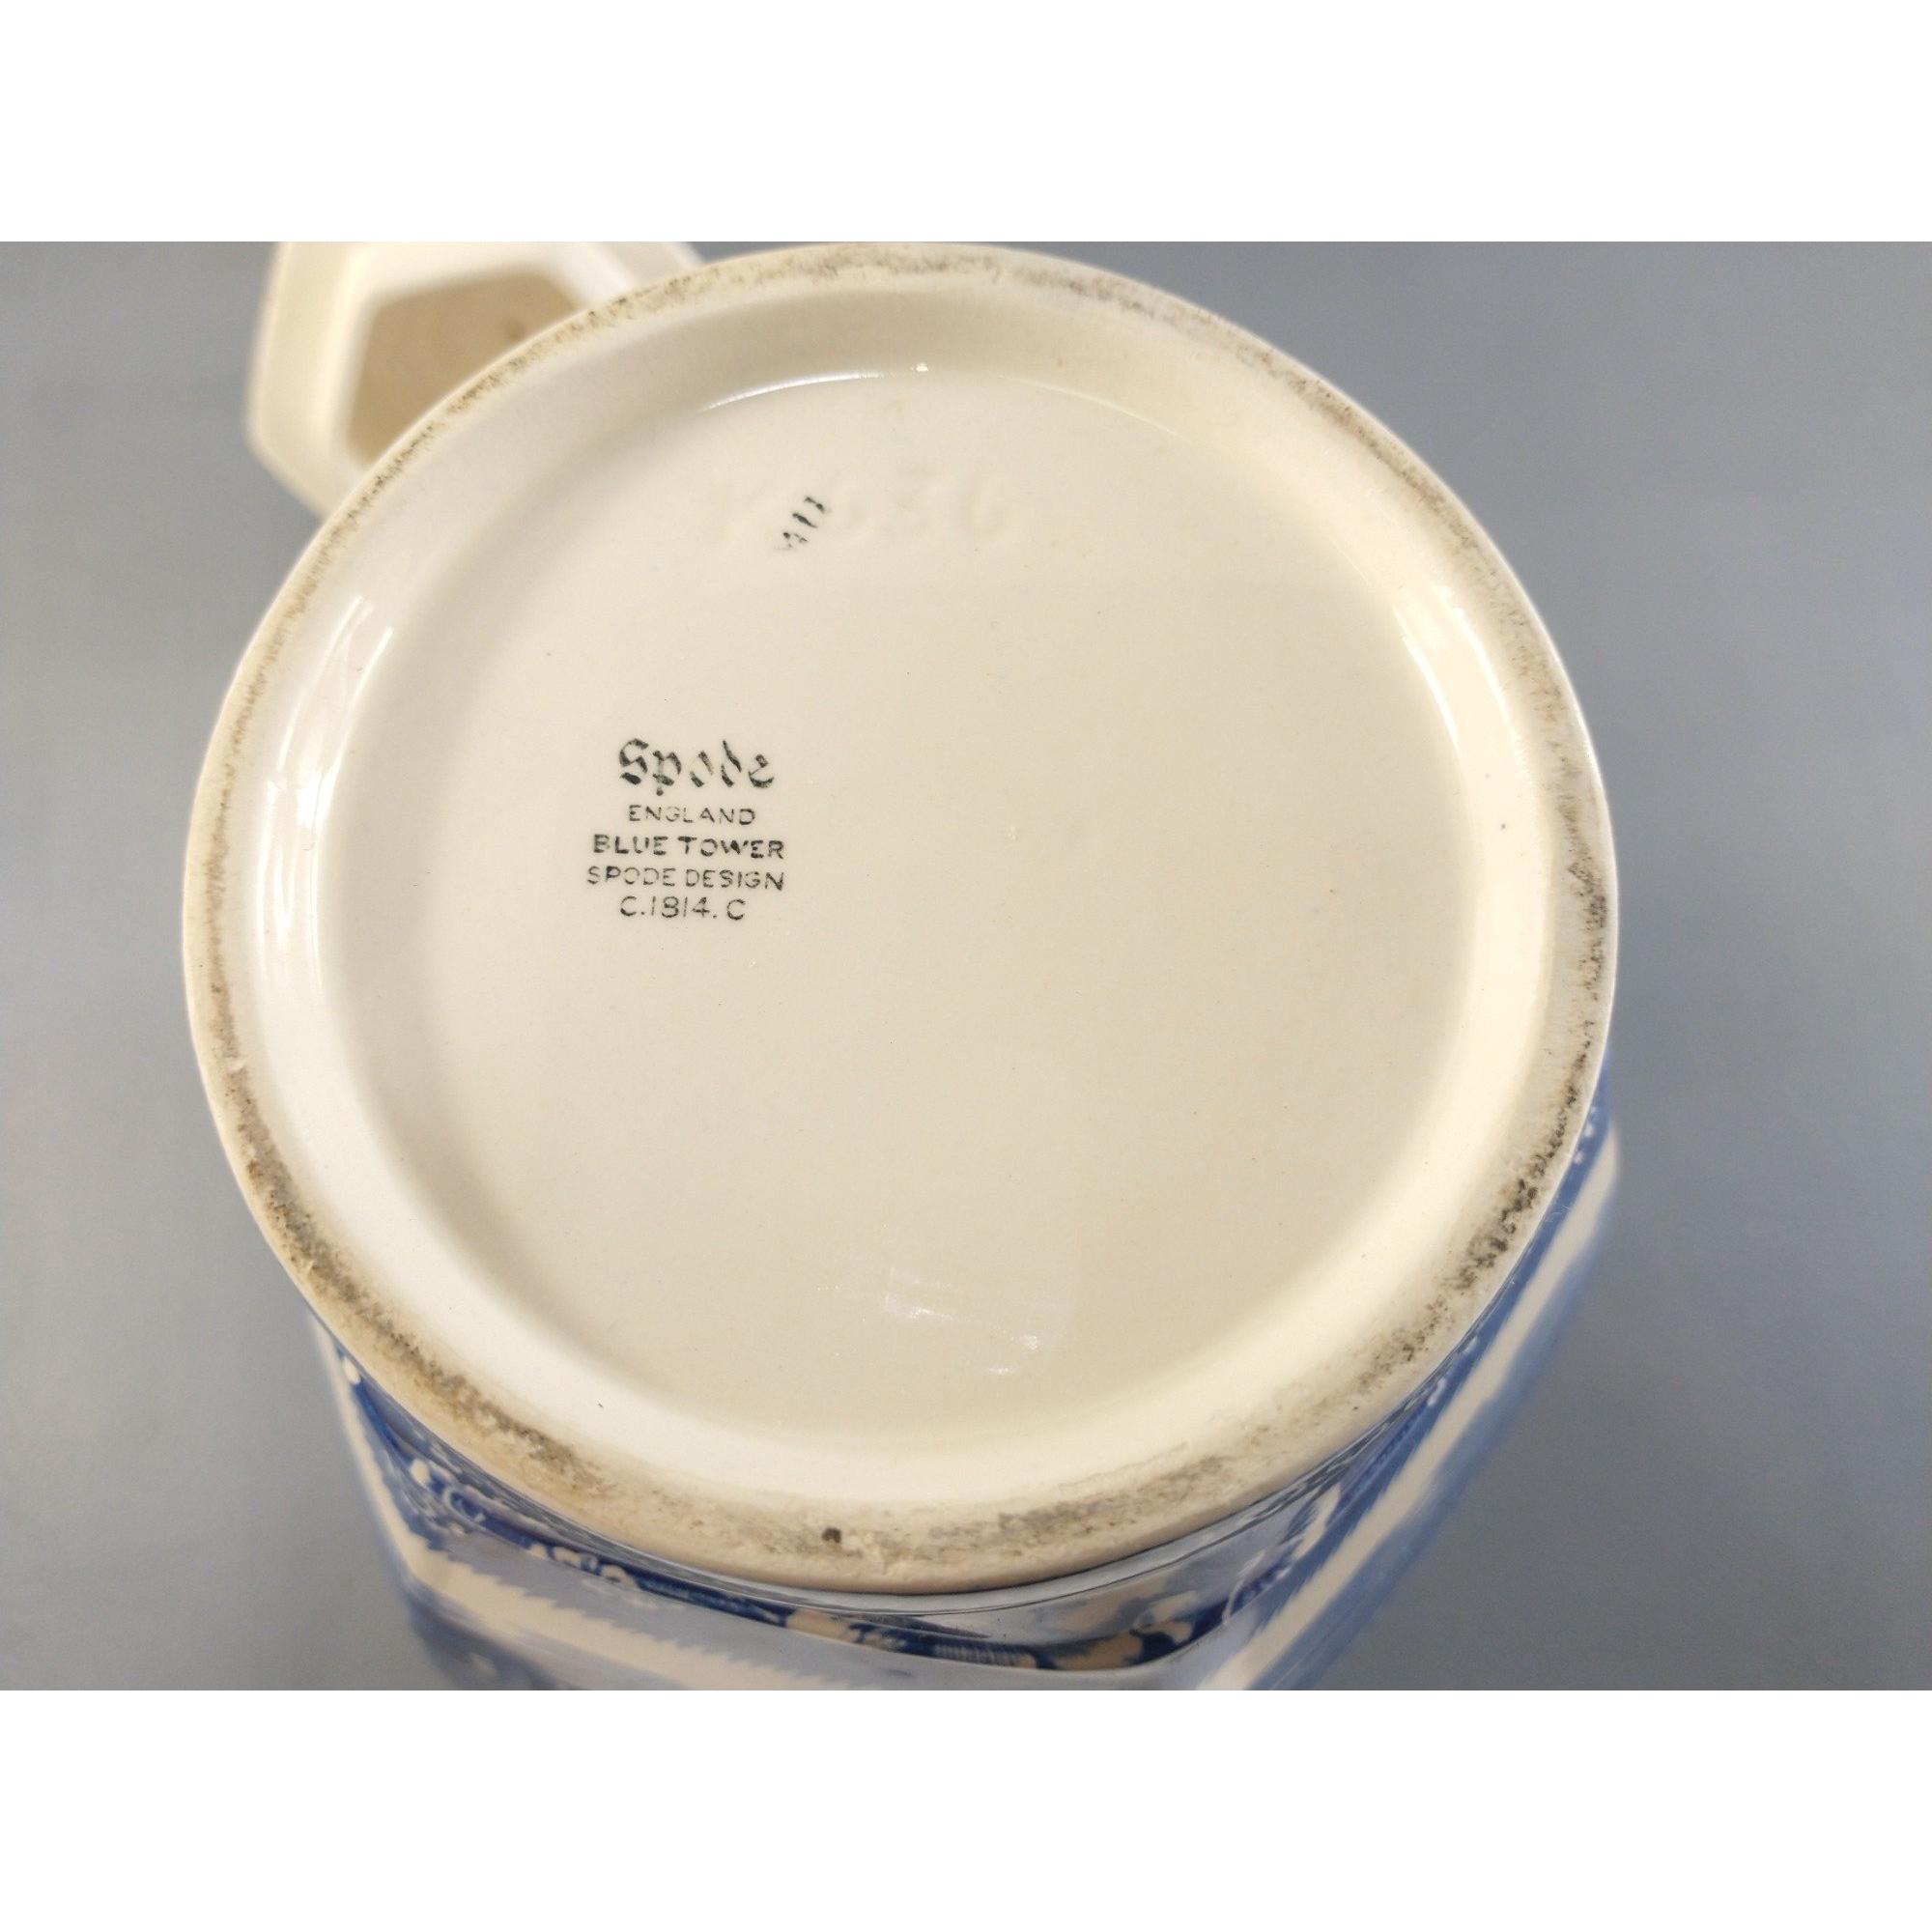 Spode
ENGLAND
BLUE TOWER
SPODE DESIGN
C.1814.C